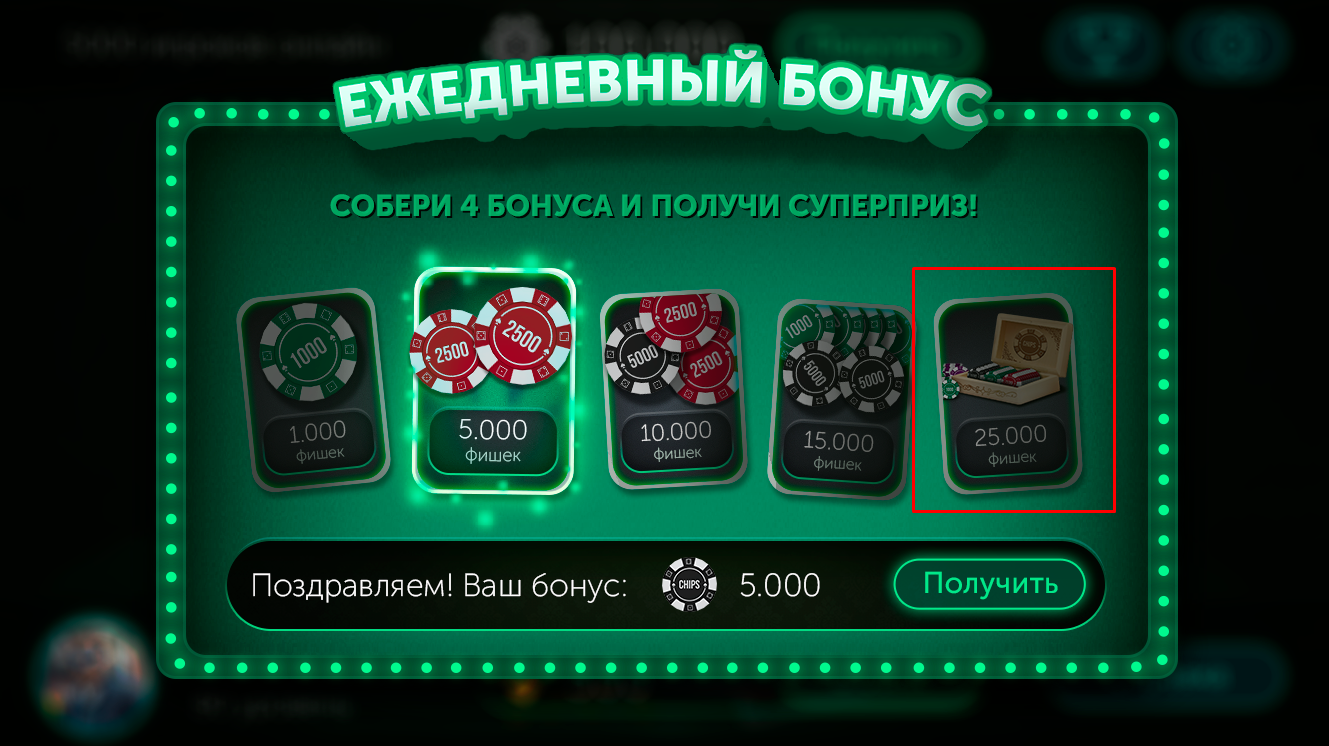 ЕЖЕДНЕВНЫЙ БОНУС
СОБЕРИ 4 БОНУСА И ПОЛУЧИ СУПЕРПРИЗ!
1000
2500
2500
2500
5000
2500
1000
5000
5000
1.000
фишек
5.000
фишек
10.000
фишек
15.000
фишек
25.000
фишек
Поздравляем! Ваш бонус:
CHIPS
5.000
Получить